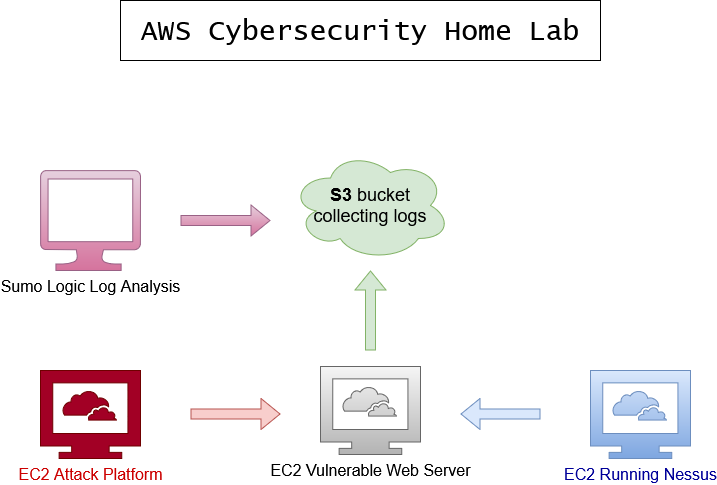 AWS Cybersecurity Home Lab
S3 bucket
collecting logs
Sumo Logic Log Analysis
EC2 Attack Platform
EC2 Vulnerable Web Server
EC2 Running Nessus